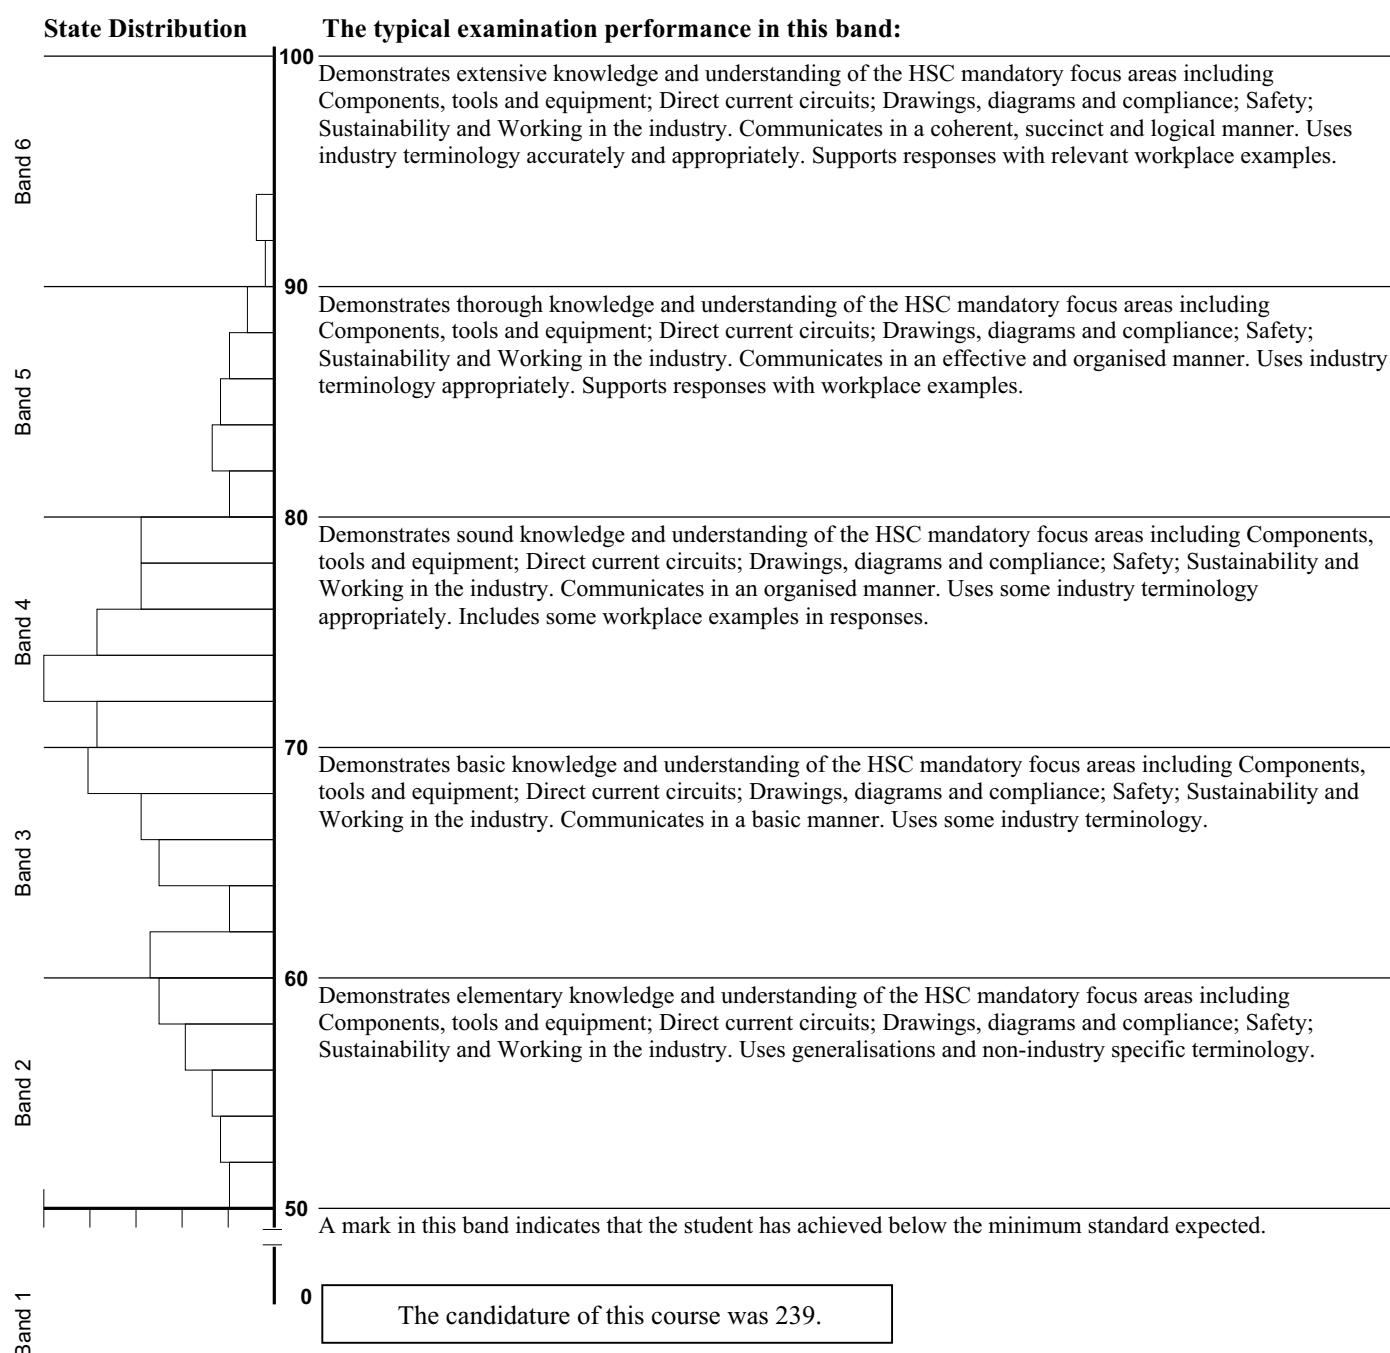 State Distribution
The typical examination performance in this band:
100
Demonstrates extensive knowledge and understanding of the HSC mandatory focus areas including
Components, tools and equipment; Direct current circuits; Drawings, diagrams and compliance; Safety;
Sustainability and Working in the industry. Communicates in a coherent, succinct and logical manner. Uses
industry terminology accurately and appropriately. Supports responses with relevant workplace examples.
Band 6
90
Demonstrates thorough knowledge and understanding of the HSC mandatory focus areas including
Components, tools and equipment; Direct current circuits; Drawings, diagrams and compliance; Safety;
Sustainability and Working in the industry. Communicates in an effective and organised manner. Uses industry
terminology appropriately. Supports responses with workplace examples.
Band 5
80
Demonstrates sound knowledge and understanding of the HSC mandatory focus areas including Components,
tools and equipment; Direct current circuits; Drawings, diagrams and compliance; Safety; Sustainability and
Working in the industry. Communicates in an organised manner. Uses some industry terminology
appropriately. Includes some workplace examples in responses.
Band 4
70
Demonstrates basic knowledge and understanding of the HSC mandatory focus areas including Components,
tools and equipment; Direct current circuits; Drawings, diagrams and compliance; Safety; Sustainability and
Working in the industry. Communicates in a basic manner. Uses some industry terminology.
Band 3
60
Demonstrates elementary knowledge and understanding of the HSC mandatory focus areas including
Components, tools and equipment; Direct current circuits; Drawings, diagrams and compliance; Safety;
Sustainability and Working in the industry. Uses generalisations and non-industry specific terminology.
Band 2
50
A mark in this band indicates that the student has achieved below the minimum standard expected.
0
Band 1
The candidature of this course was 239.